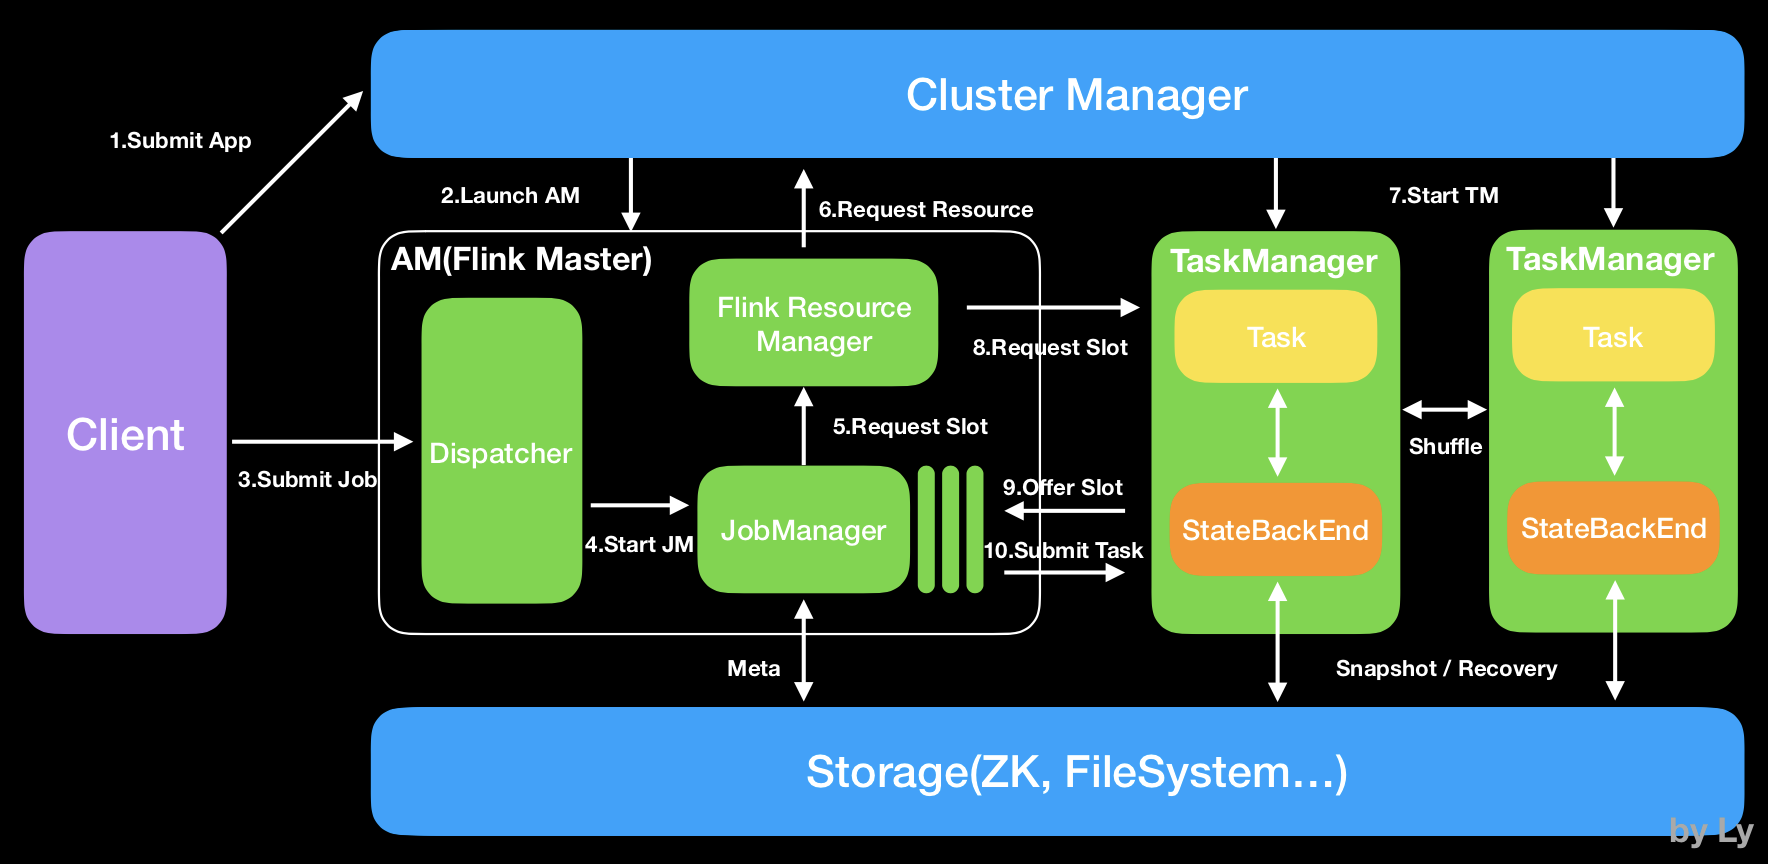 Cluster Manager
1.Submit App
2.Launch AM
6.Request Resource
7.Start TM
AM(Flink Master)
Flink Resource
Manager
8.Request Slot
TaskManager
Task
TaskManager
Task
Client
3.Submit Job
Dispatcher
5.Request Slot
4.Start JM
JobManager
9.Offer Slot
10.Submit Task
Shuffle
StateBackEnd
StateBackEnd
Meta
Snapshot / Recovery
Storage(ZK, FileSystem…)
by Ly